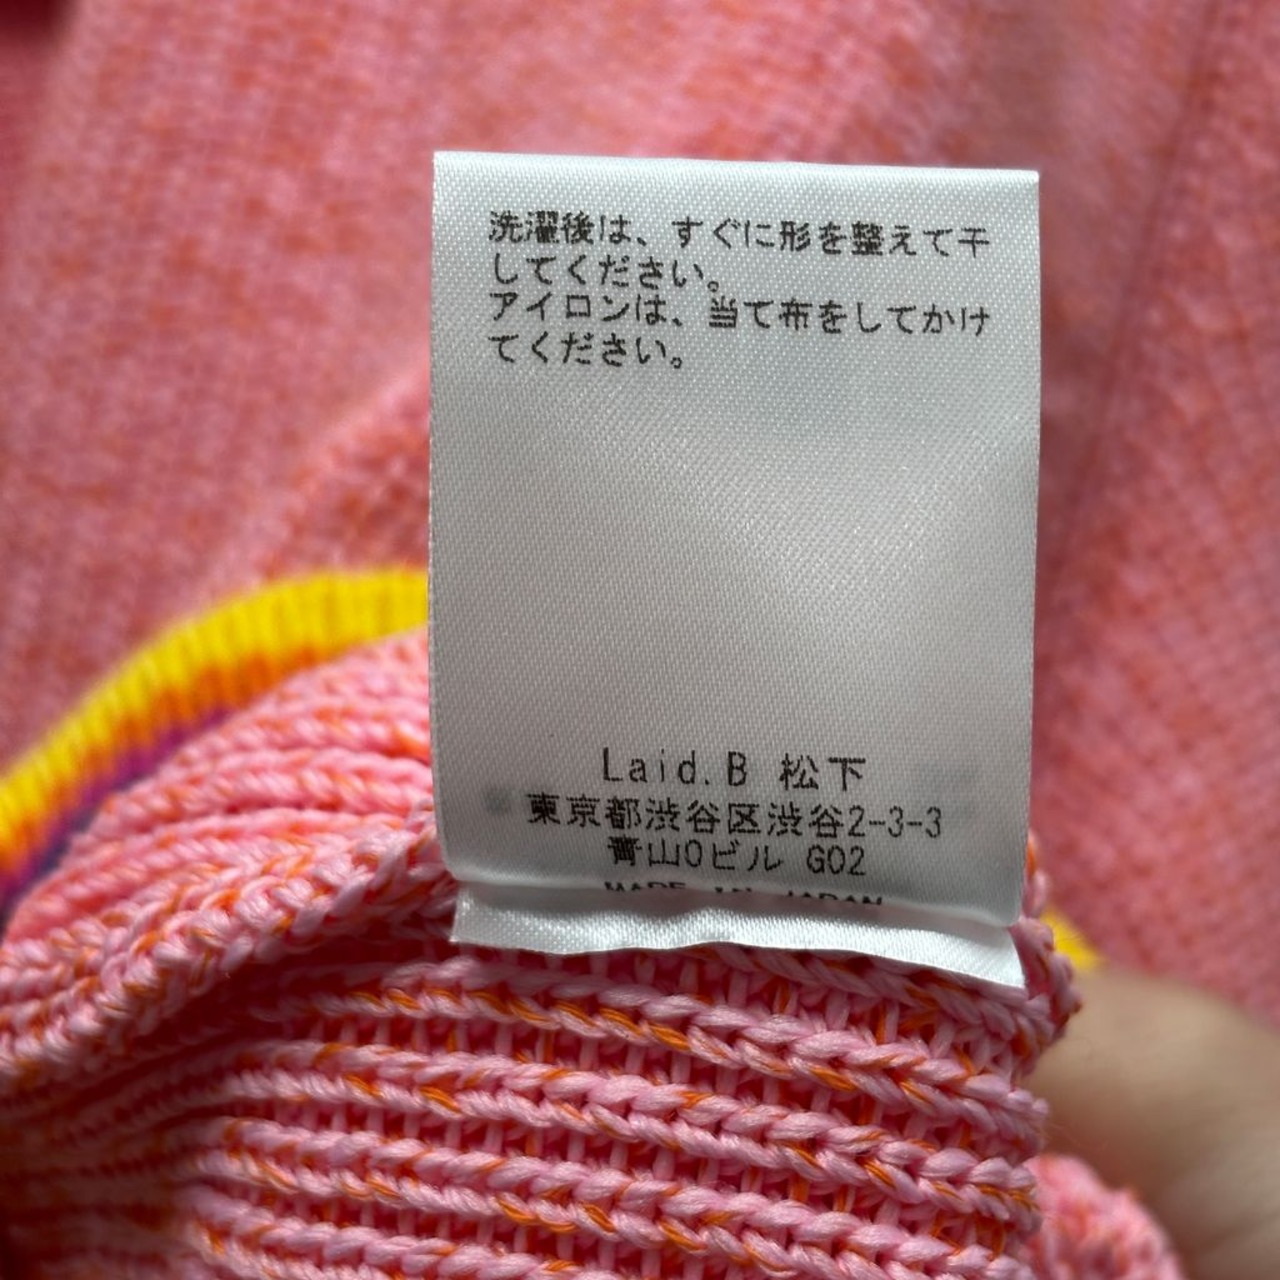 洗濯後は、すぐに形を整えて干
してください。
アイロンは、当て布をしてかけ
てください。
Laid.B 松下
東京都渋谷区渋谷2-3-3
青山Oビル G02
MADE IN JAPAN